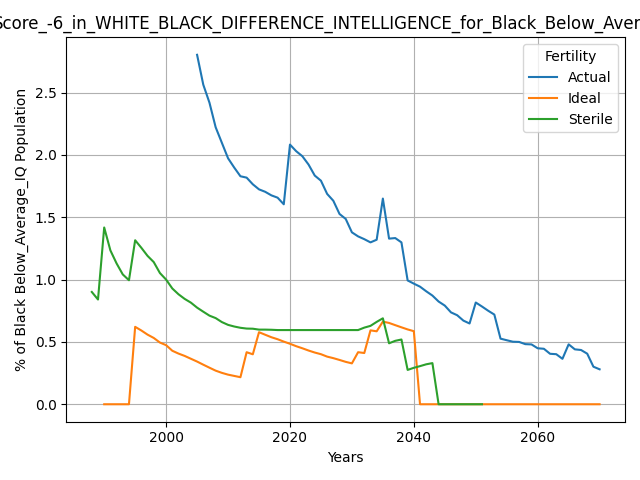 Score_-6_in_WHITE_BLACK_DIFFERENCE_INTELLIGENCE_for_Black_Below_Aver
% of Black Below_Average_IQ Population
2.5
2.0
1.5
1.0
0.5
0.0
Fertility
Actual
Ideal
Sterile
2000
2020
2040
2060
Years